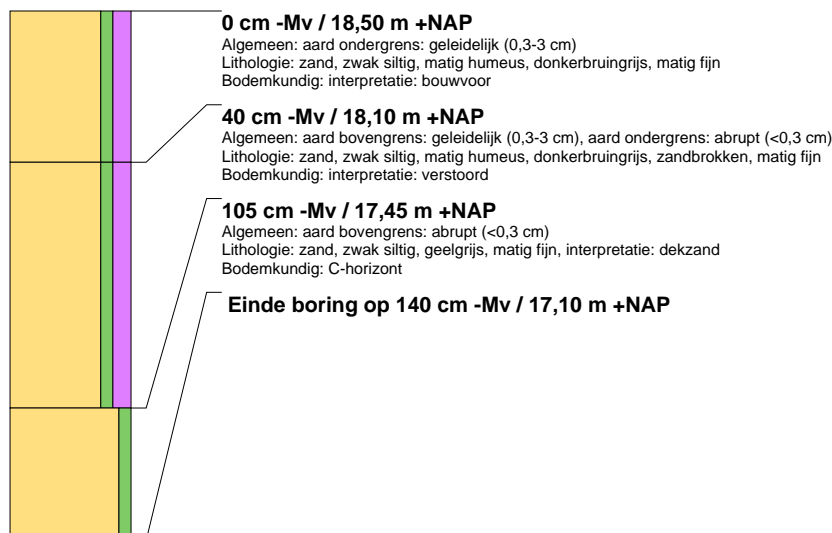 0 cm -Mv / 18,50 m +NAP
Algemeen: aard ondergrens: geleidelijk (0,3-3 cm)
Lithologie: zand, zwak siltig, matig humeus, donkerbruingrijs, matig fijn
Bodemkundig: interpretatie: bouwvoor
40 cm -Mv / 18,10 m +NAP
Algemeen: aard bovengrens: geleidelijk (0,3-3 cm), aard ondergrens: abrupt (<0,3 cm)
Lithologie: zand, zwak siltig, matig humeus, donkerbruingrijs, zandbrokken, matig fijn
Bodemkundig: interpretatie: verstoord
105 cm -Mv / 17,45 m +NAP
Algemeen: aard bovengrens: abrupt (<0,3 cm)
Lithologie: zand, zwak siltig, geelgrijs, matig fijn, interpretatie: dekzand
Bodemkundig: C-horizont
Einde boring op 140 cm -Mv / 17,10 m +NAP